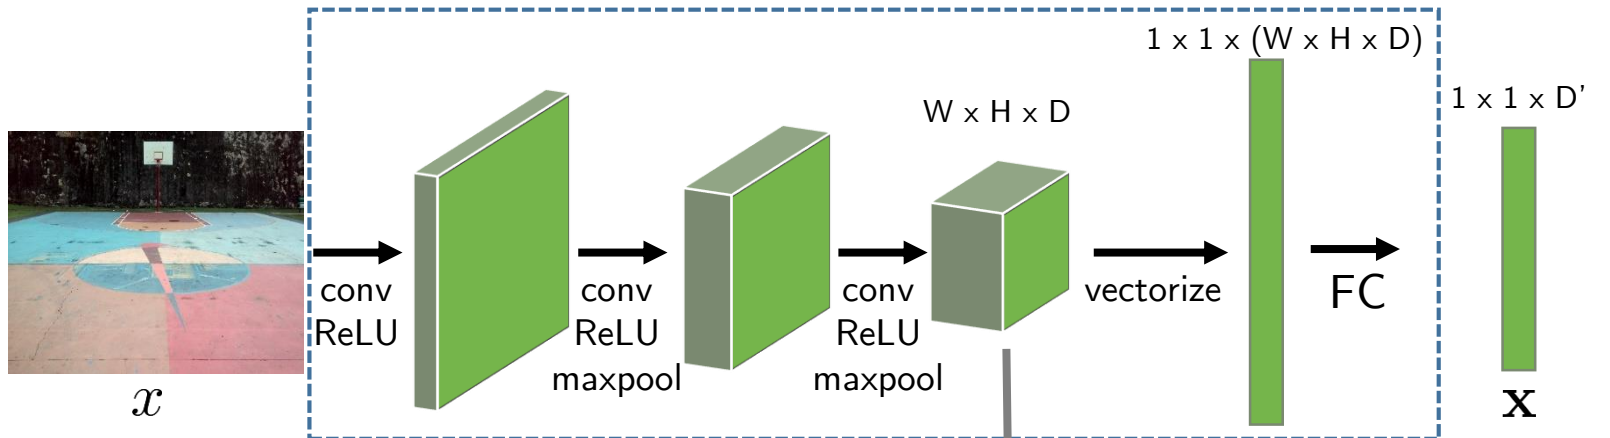 1 x 1 x (W x H x D)
W x H x D
1 x 1 x D’
conv
ReLU
conv
ReLU
maxpool
conv
ReLU
maxpool
vectorize
FC
x
x